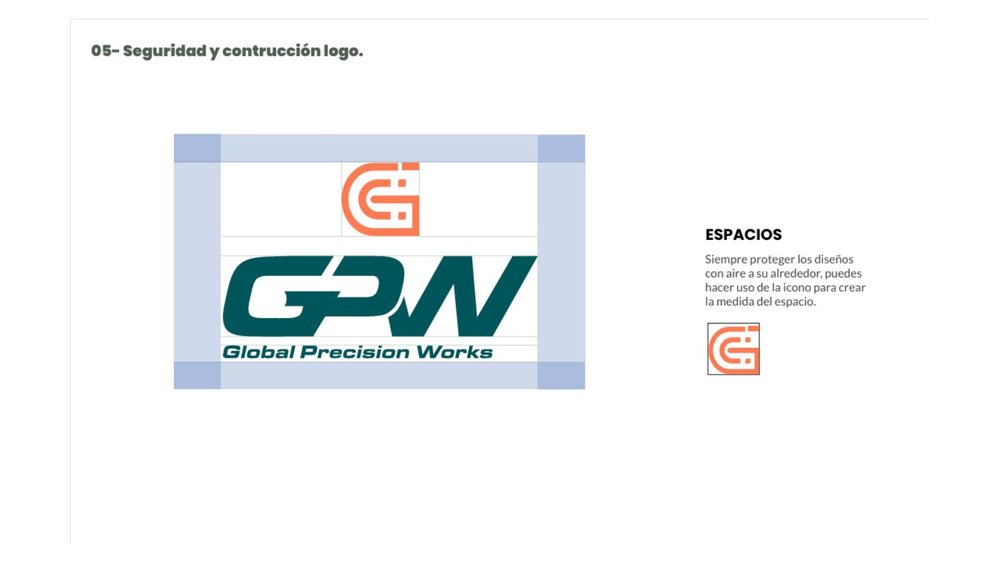 05- Seguridad y contrucción logo.
GPW
Global Precision Works
ESPACIOS
Siempre proteger los diseños
con aire a su alrededor, puedes
hacer uso de la icono para crear
la medida del espacio.